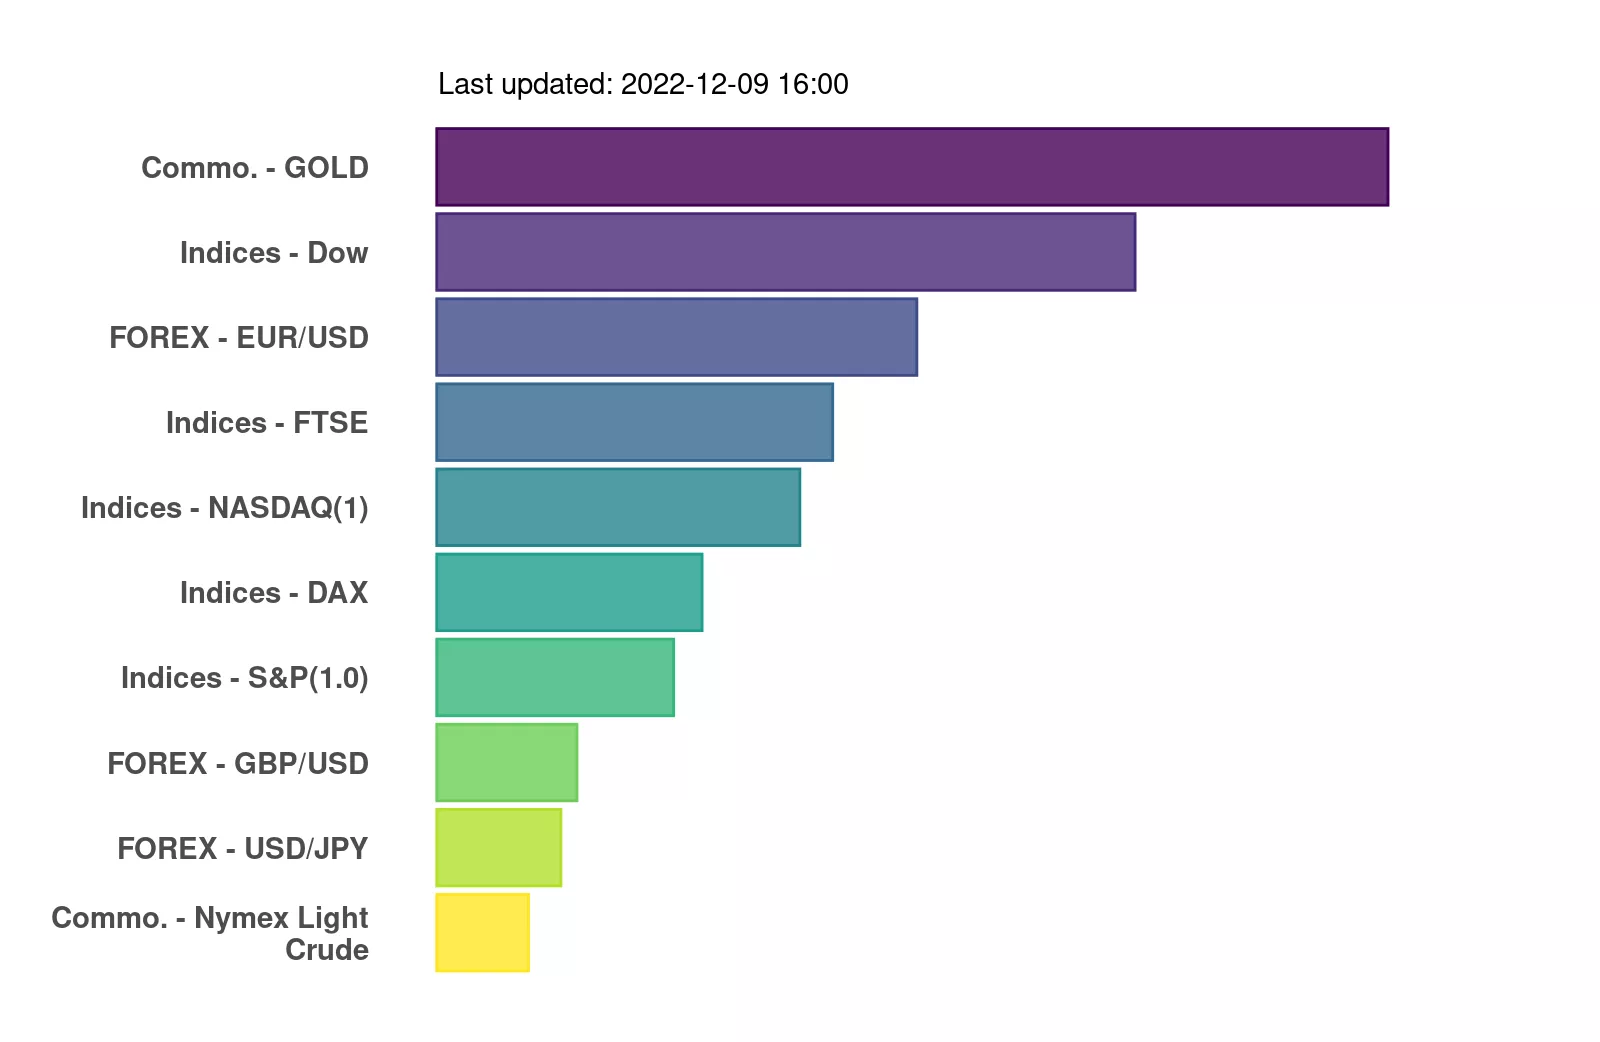 Last updated: 2022-12-09 16:00
Commo. - GOLD
Indices - Dow
FOREX - EUR/USD
Indices - FTSE
Indices - NASDAQ(1)
Indices - DAX
Indices - S&P(1.0)
FOREX - GBP/USD
FOREX - USD/JPY
Commo. - Nymex Light
Crude